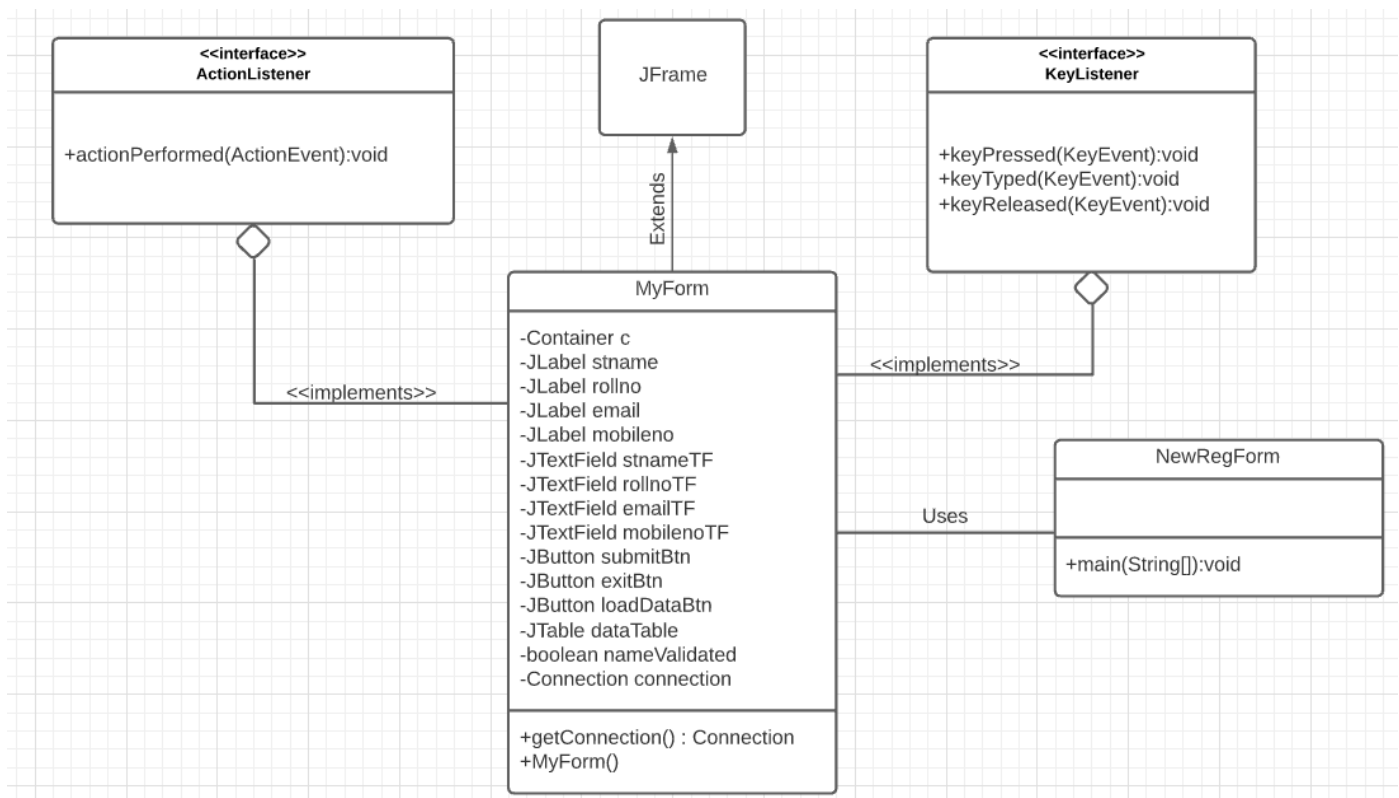 <<interface>>
ActionListener
+actionPerformed(ActionEvent):void
JFrame
<<interface>>
KeyListener
+keyPressed(KeyEvent):void
+keyTyped(KeyEvent):void
+keyReleased(KeyEvent):void
Extends
<<implements>>
<<implements>>
MyForm
-Container c
-JLabel stname
-JLabel rollno
-JLabel email
-JLabel mobileno
-JTextField stnameTF
-JTextField rollnoTF
-JTextField emailTF
-JTextField mobilenoTF
-JButton submitBtn
-JButton exitBtn
-JButton loadDataBtn
-JTable dataTable
-boolean nameValidated
-Connection connection
+getConnection() : Connection
+MyForm()
Uses
NewRegForm
+main(String[]):void